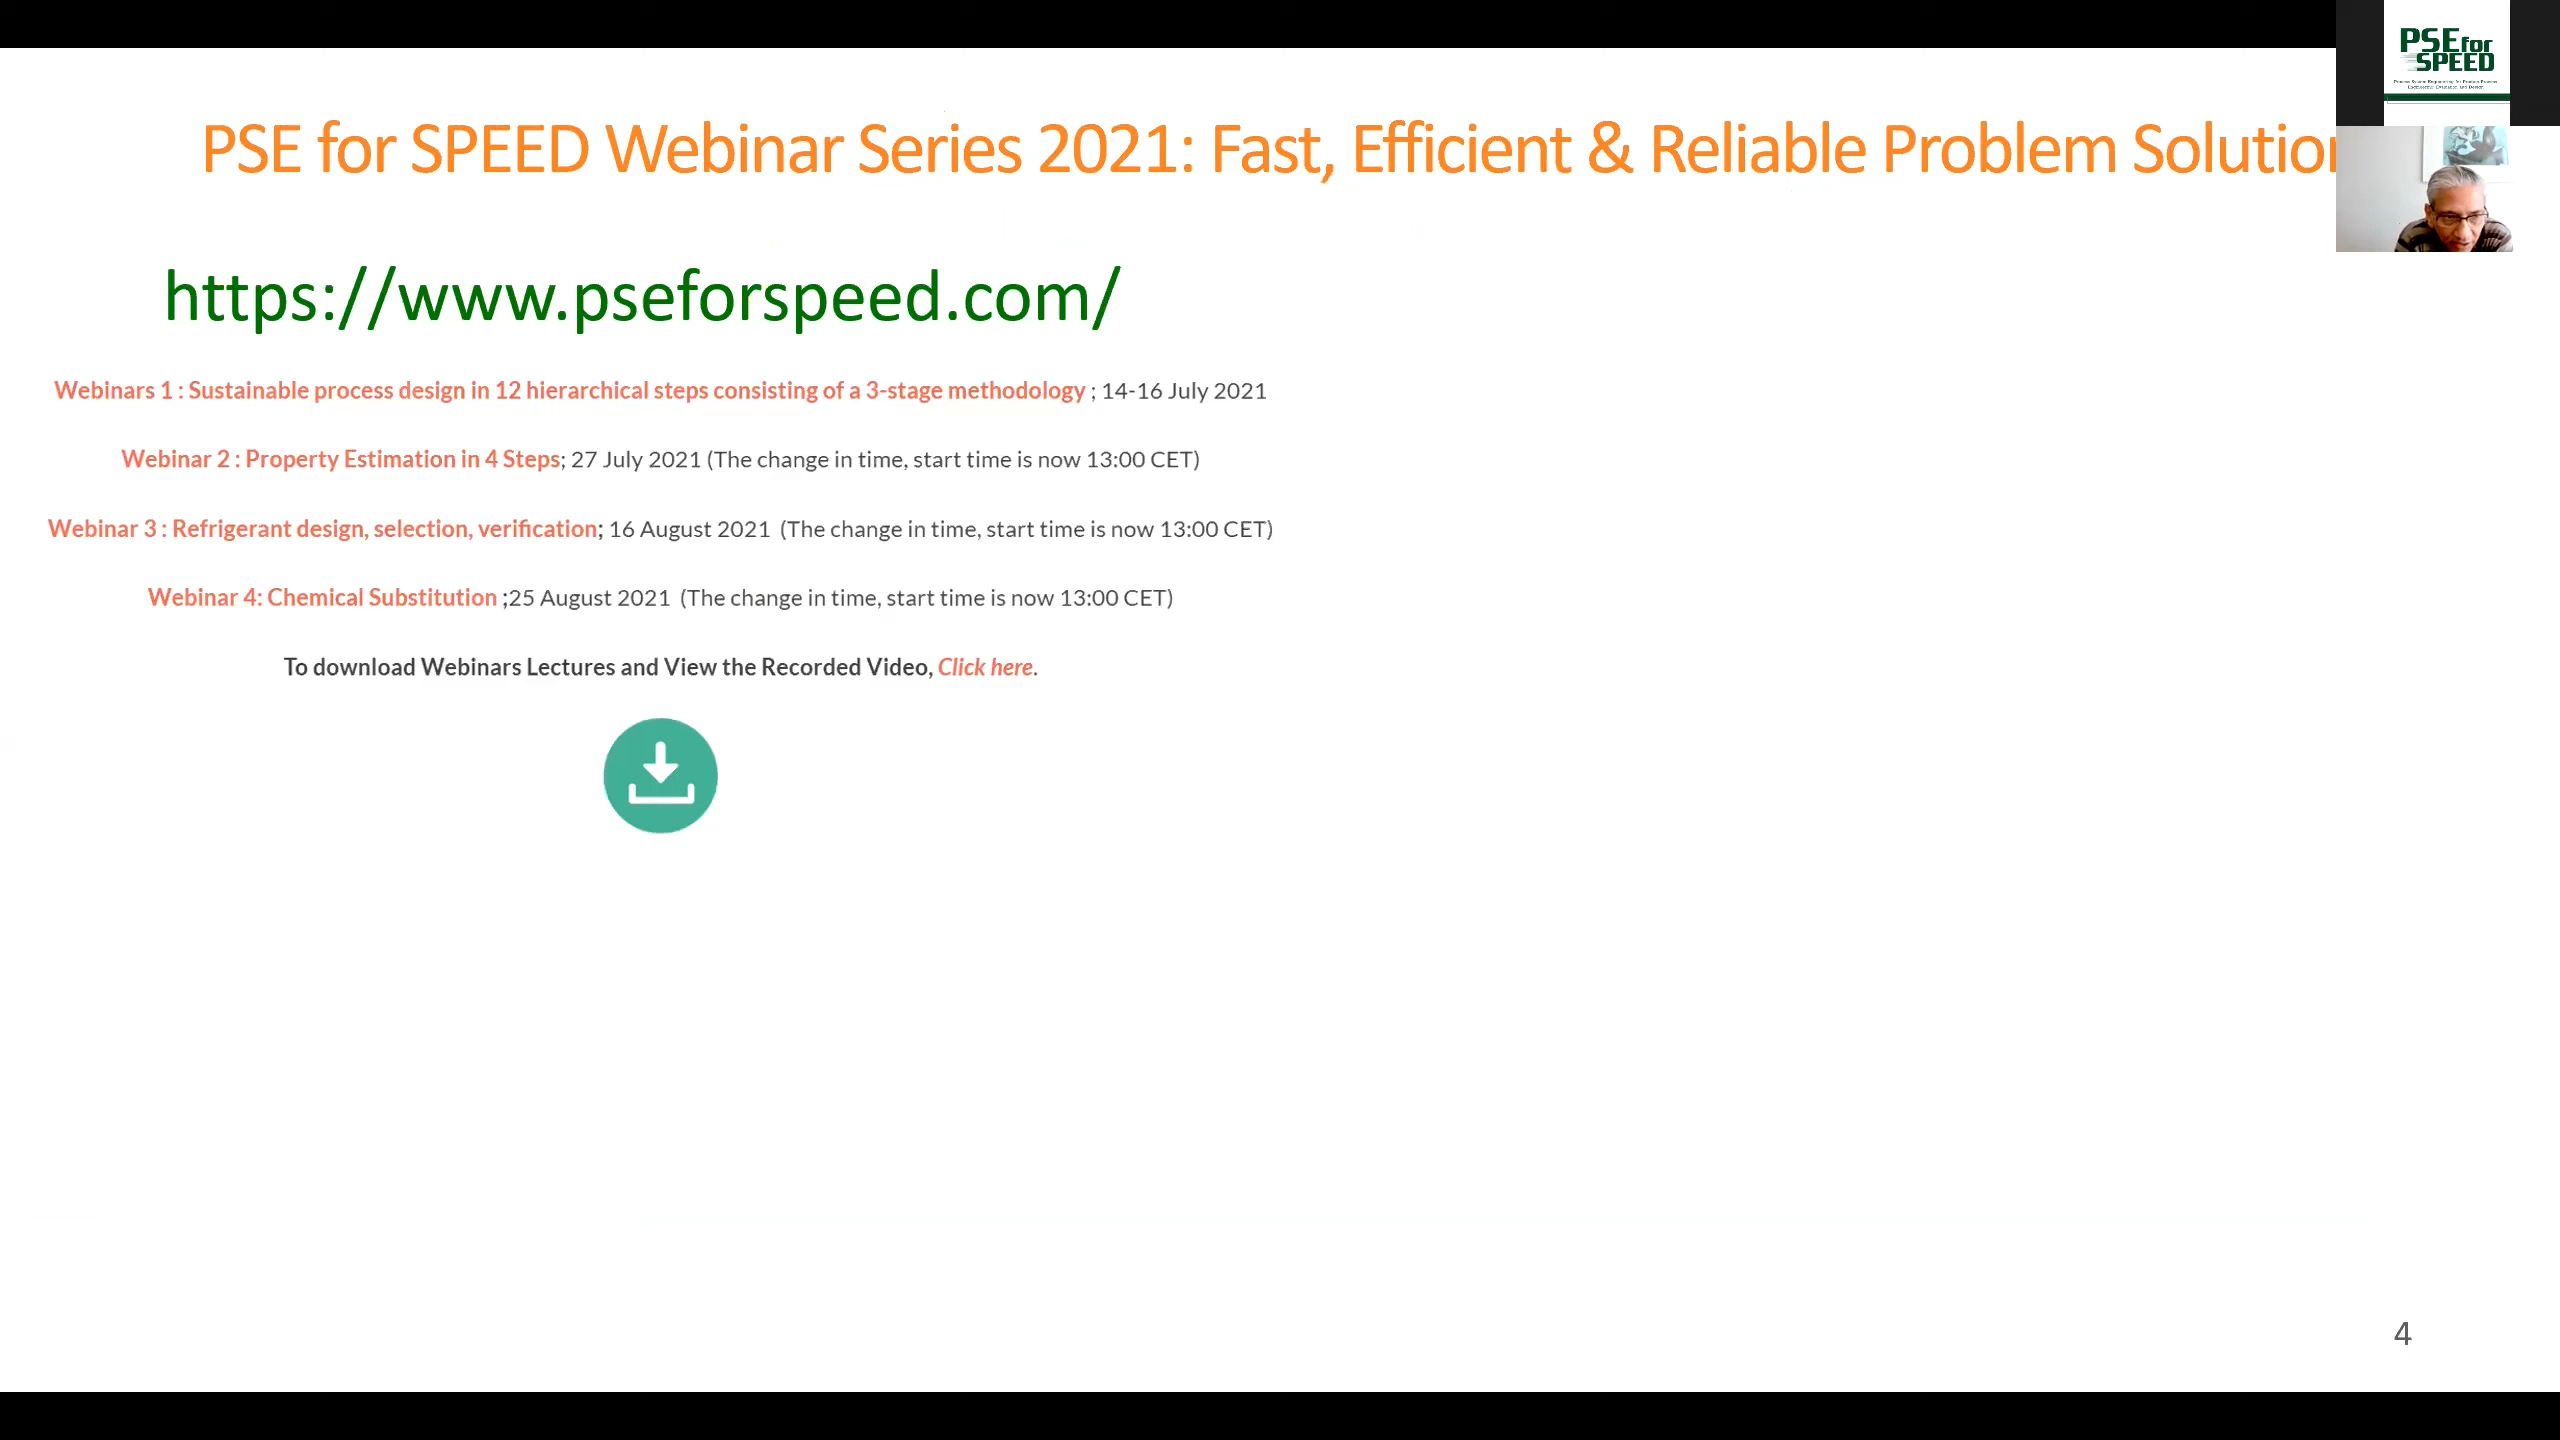 PSE for SPEED Webinar Series 2021: Fast, Efficient & Reliable Problem Solution
PSE for
SPEED
https://www.pseforspeed.com/
Webinars 1 : Sustainable process design in 12 hierarchical steps consisting of a 3-stage methodology ; 14-16 July 2021
Webinar 2 : Property Estimation in 4 Steps; 27 July 2021 (The change in time, start time is now 13:00 CET)
Webinar 3 : Refrigerant design, selection, verification; 16 August 2021 (The change in time, start time is now 13:00 CET)
Webinar 4: Chemical Substitution ;25 August 2021 (The change in time, start time is now 13:00 CET)
To download Webinars Lectures and View the Recorded Video, Click here.
4